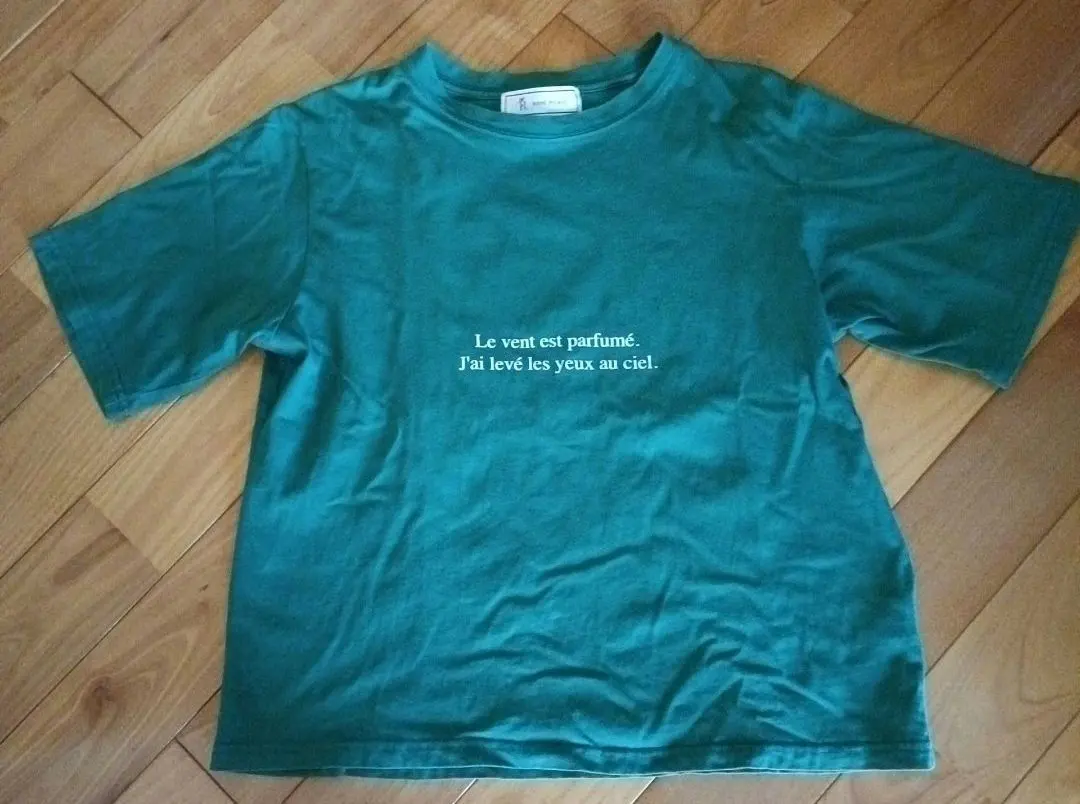 Le vent est parfumé.
J'ai levé les yeux au ciel.